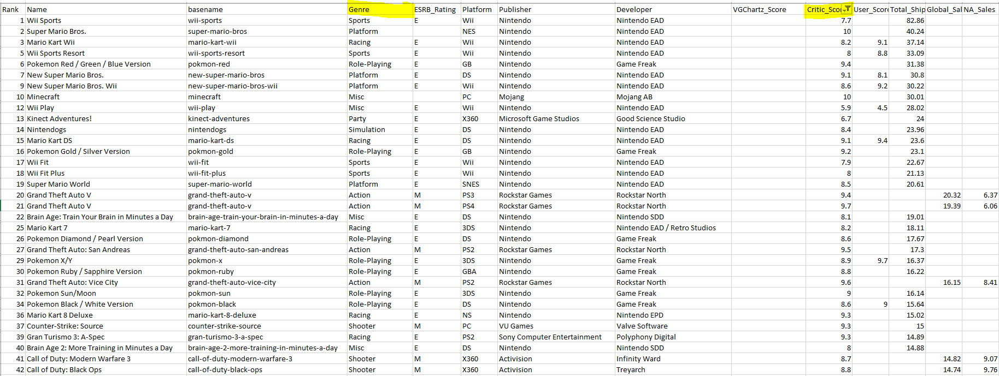 Rank Name basename Genre ESRB_Rating Platform Publisher Developer VGChartz_Score Critic_Sco User_Score Total_Ship Global_Sal NA_Sales
1 Wii Sports wii-sports Sports E Wii Nintendo Nintendo EAD 7.7 82.86
2 Super Mario Bros. super-mario-bros Platform NES Nintendo Nintendo EAD 10 40.24
3 Mario Kart Wii mario-kart-wii Racing E Wii Nintendo Nintendo EAD 8.2 9.1 37.14
5 Wii Sports Resort wii-sports-resort Sports E Wii Nintendo Nintendo EAD 8 8.8 33.09
6 Pokemon Red / Green / Blue Version pokmon-red Role-Playing E GB Nintendo Game Freak 9.4 31.38
7 New Super Mario Bros. new-super-mario-bros Platform E DS Nintendo Nintendo EAD 9.1 8.1 30.8
9 New Super Mario Bros. Wii new-super-mario-bros-wii Platform E Wii Nintendo Nintendo EAD 8.6 9.2 30.22
10 Minecraft minecraft Misc PC Mojang Mojang AB 10 30.01
12 Wii Play wii-play Misc E Wii Nintendo Nintendo EAD 5.9 4.5 28.02
13 Kinect Adventures! kinect-adventures Party E X360 Microsoft Game Studios Good Science Studio 6.7 24
14 Nintendogs nintendogs Simulation E DS Nintendo Nintendo EAD 8.4 23.96
15 Mario Kart DS mario-kart-ds Racing E DS Nintendo Nintendo EAD 9.1 9.4 23.6
16 Pokemon Gold / Silver Version pokmon-gold Role-Playing E GB Nintendo Game Freak 9.2 23.1
17 Wii Fit wii-fit Sports E Wii Nintendo Nintendo EAD 7.9 22.67
18 Wii Fit Plus wii-fit-plus Sports E Wii Nintendo Nintendo EAD 8 21.13
19 Super Mario World super-mario-world Platform E SNES Nintendo Nintendo EAD 8.5 20.61
20 Grand Theft Auto V grand-theft-auto-v Action M PS3 Rockstar Games Rockstar North 9.4 20.32 6.37
21 Grand Theft Auto V grand-theft-auto-v Action M PS4 Rockstar Games Rockstar North 9.7 19.39 6.06
22 Brain Age: Train Your Brain in Minutes a Day brain-age-train-your-brain-in-minutes-a-day Misc E DS Nintendo Nintendo SDD 8.1 19.01
25 Mario Kart 7 mario-kart-7 Racing E 3DS Nintendo Nintendo EAD / Retro Studios 8.2 18.11
26 Pokemon Diamond / Pearl Version pokmon-diamond Role-Playing E DS Nintendo Game Freak 8.6 17.67
27 Grand Theft Auto: San Andreas grand-theft-auto-san-andreas Action M PS2 Rockstar Games Rockstar North 9.5 17.3
29 Pokemon X/Y pokmon-x Role-Playing E 3DS Nintendo Game Freak 8.9 9.7 16.37
30 Pokemon Ruby / Sapphire Version pokmon-ruby Role-Playing E GBA Nintendo Game Freak 8.8 16.22
31 Grand Theft Auto: Vice City grand-theft-auto-vice-city Action M PS2 Rockstar Games Rockstar North 9.6 16.15 8.41
32 Pokemon Sun/Moon pokmon-sun Role-Playing E 3DS Nintendo Game Freak 9 16.14
34 Pokemon Black / White Version pokmon-black Role-Playing E DS Nintendo Game Freak 8.6 9 15.64
36 Mario Kart 8 Deluxe mario-kart-8-deluxe Racing E NS Nintendo Nintendo EPD 9.3 15.02
37 Counter-Strike: Source counter-strike-source Shooter M PC VU Games Valve Software 9.3 15
39 Gran Turismo 3: A-Spec gran-turismo-3-a-spec Racing E PS2 Sony Computer Entertainment Polyphony Digital 9.3 14.89
40 Brain Age 2: More Training in Minutes a Day brain-age-2-more-training-in-minutes-a-day Misc E DS Nintendo Nintendo SDD 8 14.88
41 Call of Duty: Modern Warfare 3 call-of-duty-modern-warfare-3 Shooter M X360 Activision Infinity Ward 8.7 14.82 9.07
42 Call of Duty: Black Ops call-of-duty-black-ops Shooter M X360 Activision Treyarch 8.8 14.74 9.76